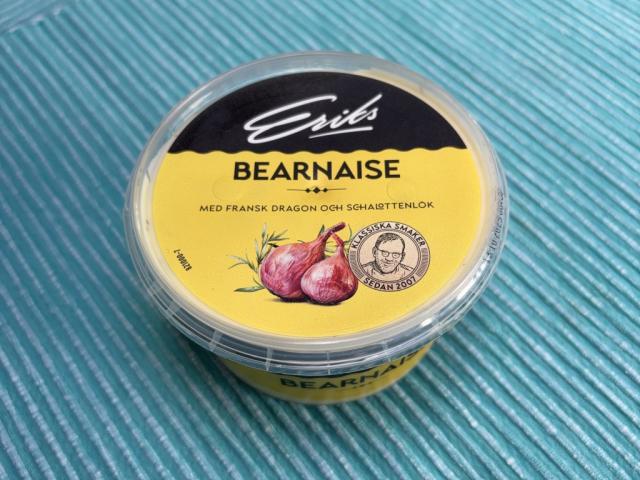 Eriks
BEARNAISE
MED FRANSK DRAGON OCH SCHALOTTENLÖK
KLASSISKA SMAKER
SEDAN 2007
BEARNAISE